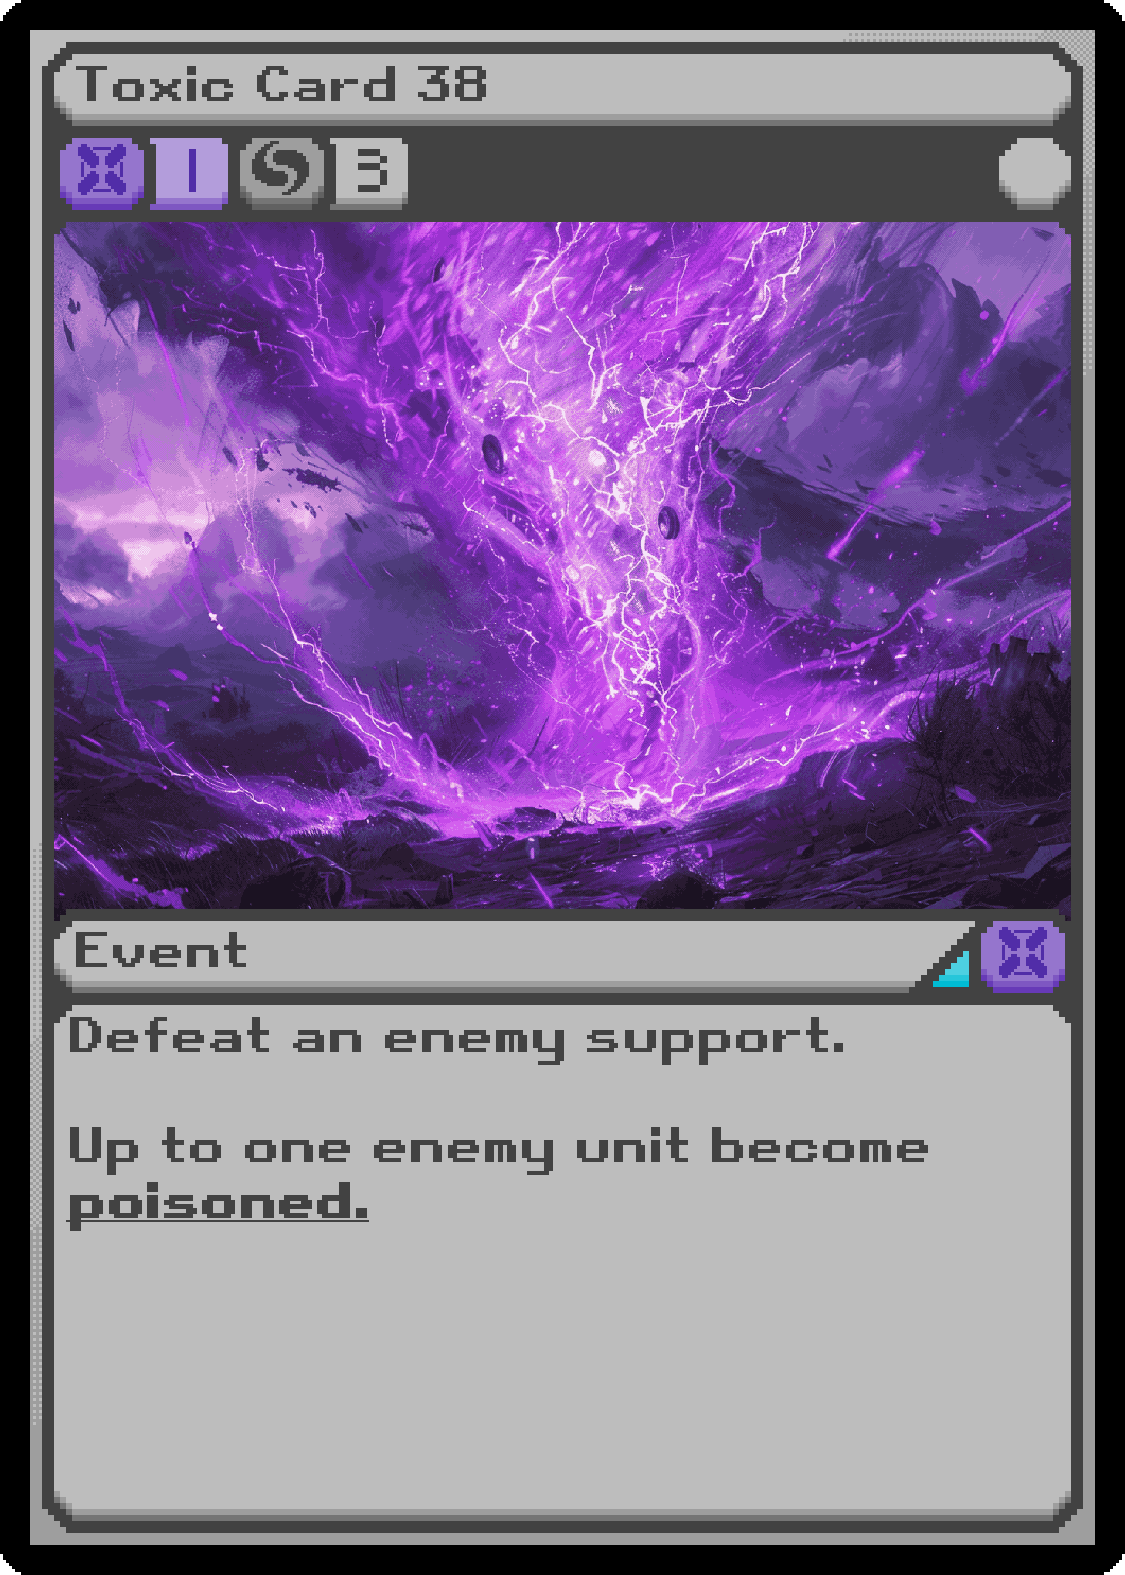 Toxic Card 38
1 3
Event
Defeat an enemy support.
Up to one enemy unit become
poisoned.